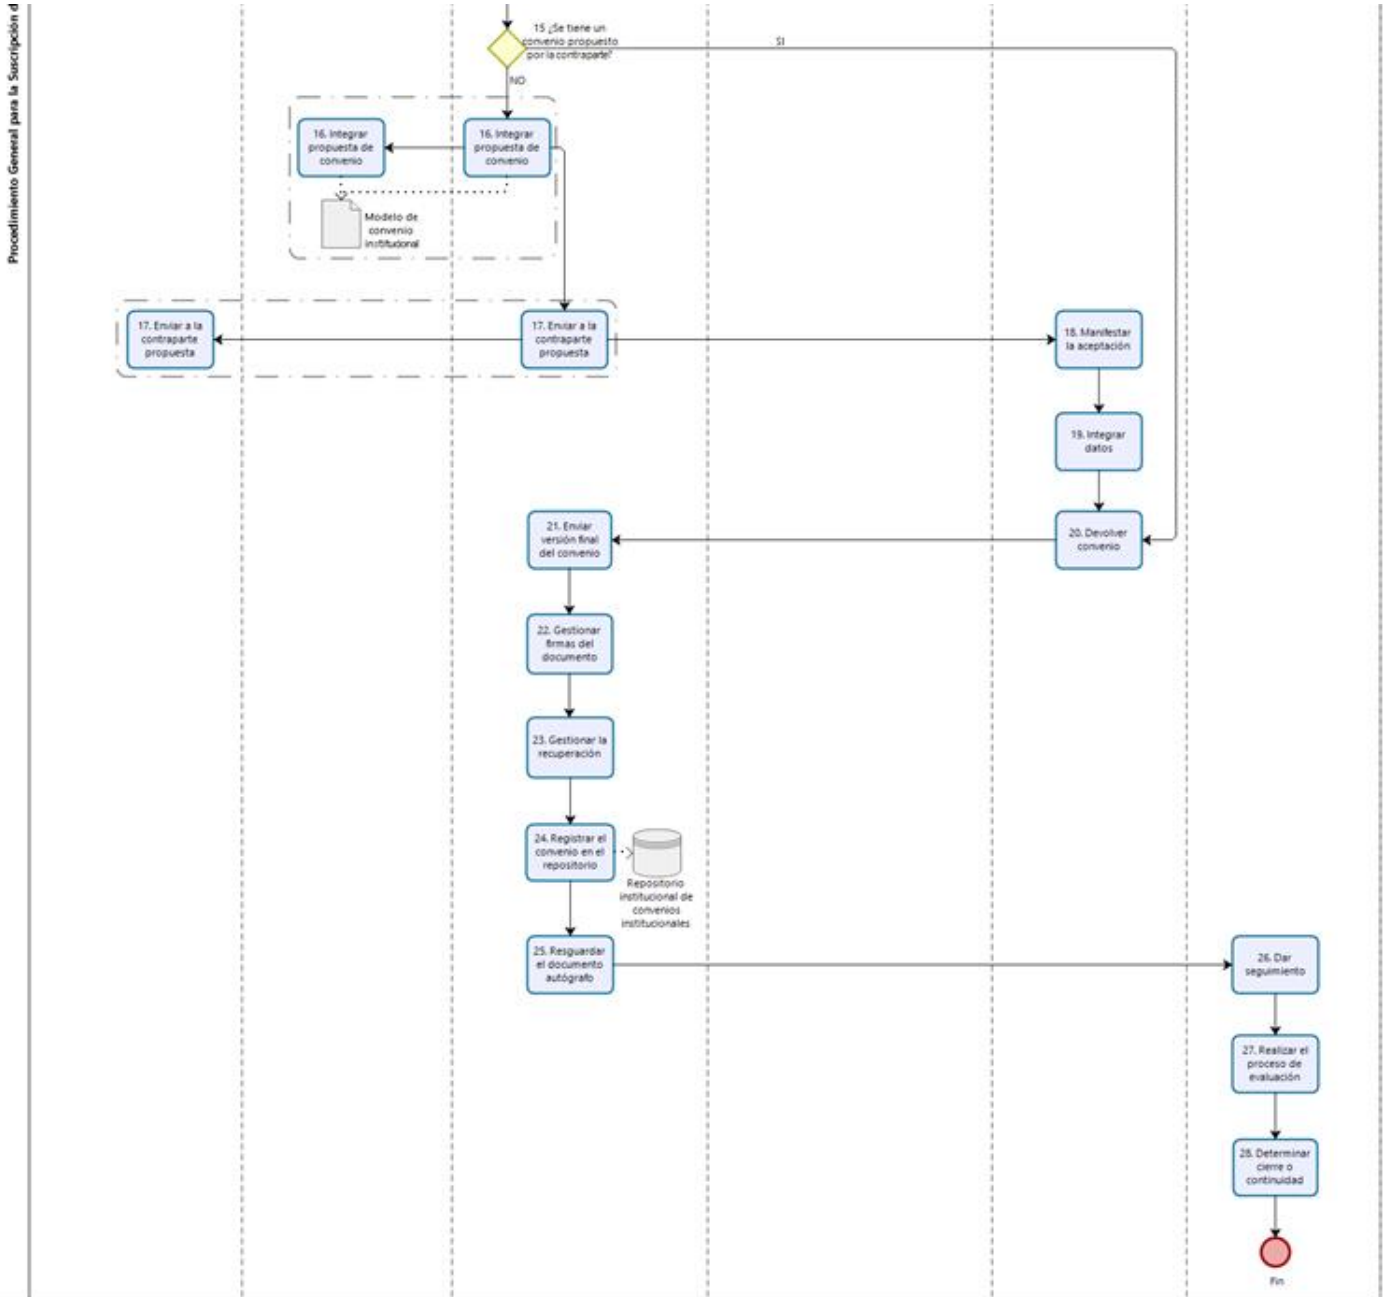 Procedimiento General para la Suscripción d
15 ¿Se tiene un
convenio propuesto
por la contraparte?
SI
NO
16. Integrar
propuesta de
convenio
16. Integrar
propuesta de
convenio
Modelo de
convenio
institucional
17. Enviar a la
contraparte
propuesta
17. Enviar a la
contraparte
propuesta
18. Manifestar
la aceptación
19. Integrar
datos
20. Devolver
convenio
21. Enviar
versión final
del convenio
22. Gestionar
firmas del
documento
23. Gestionar la
recuperación
24. Registrar el
convenio en el
repositorio
Repositorio
institucional de
convenios
institucionales
25. Resguardar
el documento
autógrafo
26. Dar
seguimiento
27. Realizar el
proceso de
evaluación
28. Determinar
cierre o
continuidad
Fin